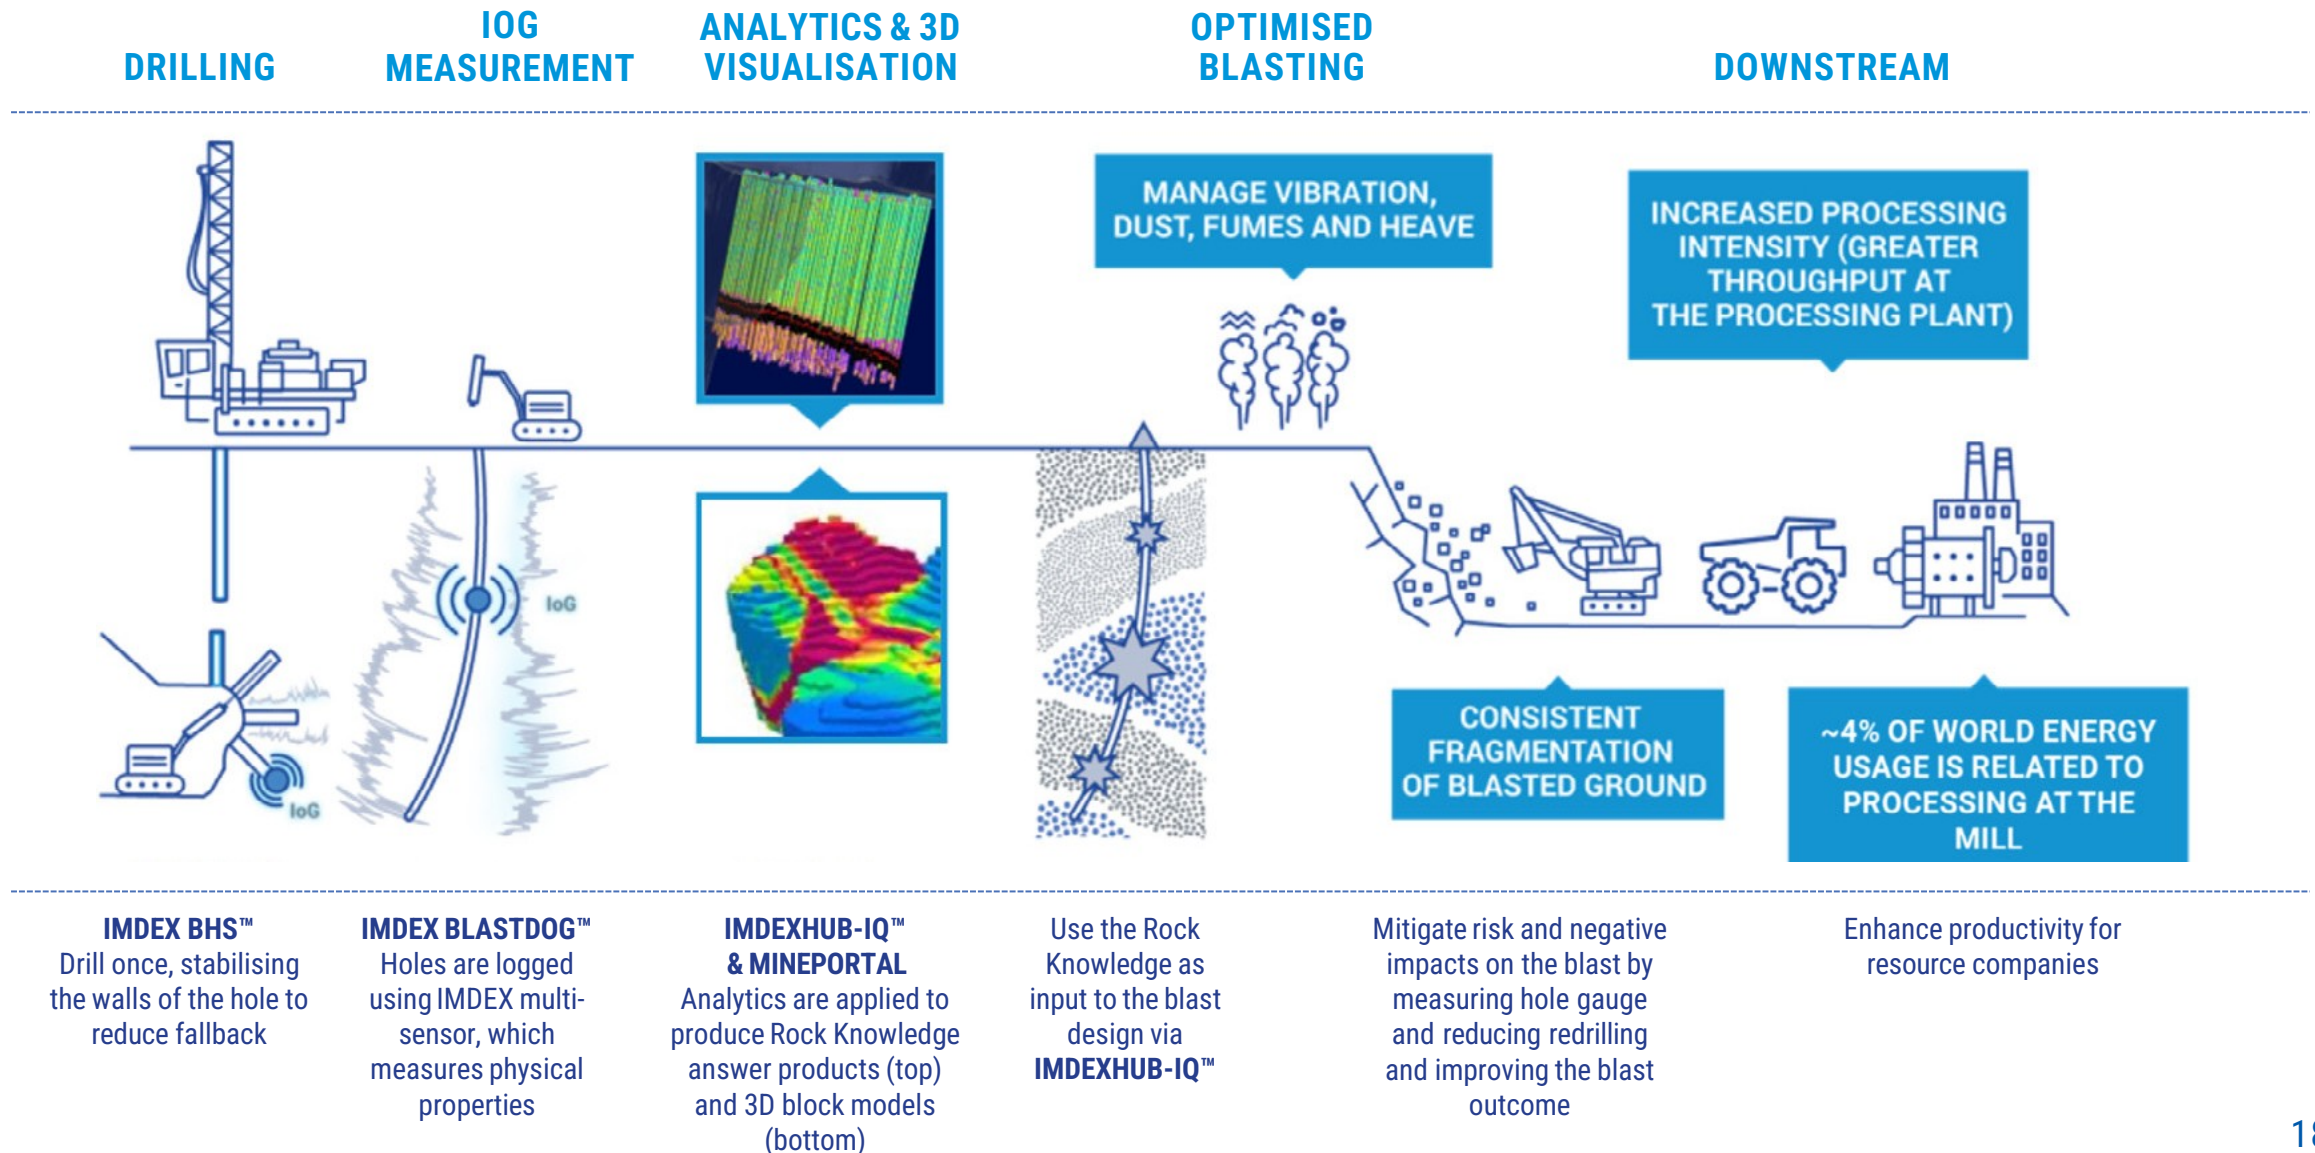 DRILLING
IOG
MEASUREMENT
ANALYTICS & 3D
VISUALISATION
OPTIMISED
BLASTING
DOWNSTREAM
MANAGE VIBRATION,
DUST, FUMES AND HEAVE
INCREASED PROCESSING
INTENSITY (GREATER
THROUGHPUT AT
THE PROCESSING PLANT)
IoG
IoG
CONSISTENT
FRAGMENTATION
OF BLASTED GROUND
~4% OF WORLD ENERGY
USAGE IS RELATED TO
PROCESSING AT THE
MILL
IMDEX BHS™
Drill once, stabilising
the walls of the hole to
reduce fallback
IMDEX BLASTDOG™
Holes are logged
using IMDEX multi-
sensor, which
measures physical
properties
IMDEXHUB-IQ™
& MINEPORTAL
Analytics are applied to
produce Rock Knowledge
answer products (top)
and 3D block models
(bottom)
Use the Rock
Knowledge as
input to the blast
design via
IMDEXHUB-IQ™
Mitigate risk and negative
impacts on the blast by
measuring hole gauge
and reducing redrilling
and improving the blast
outcome
Enhance productivity for
resource companies
18